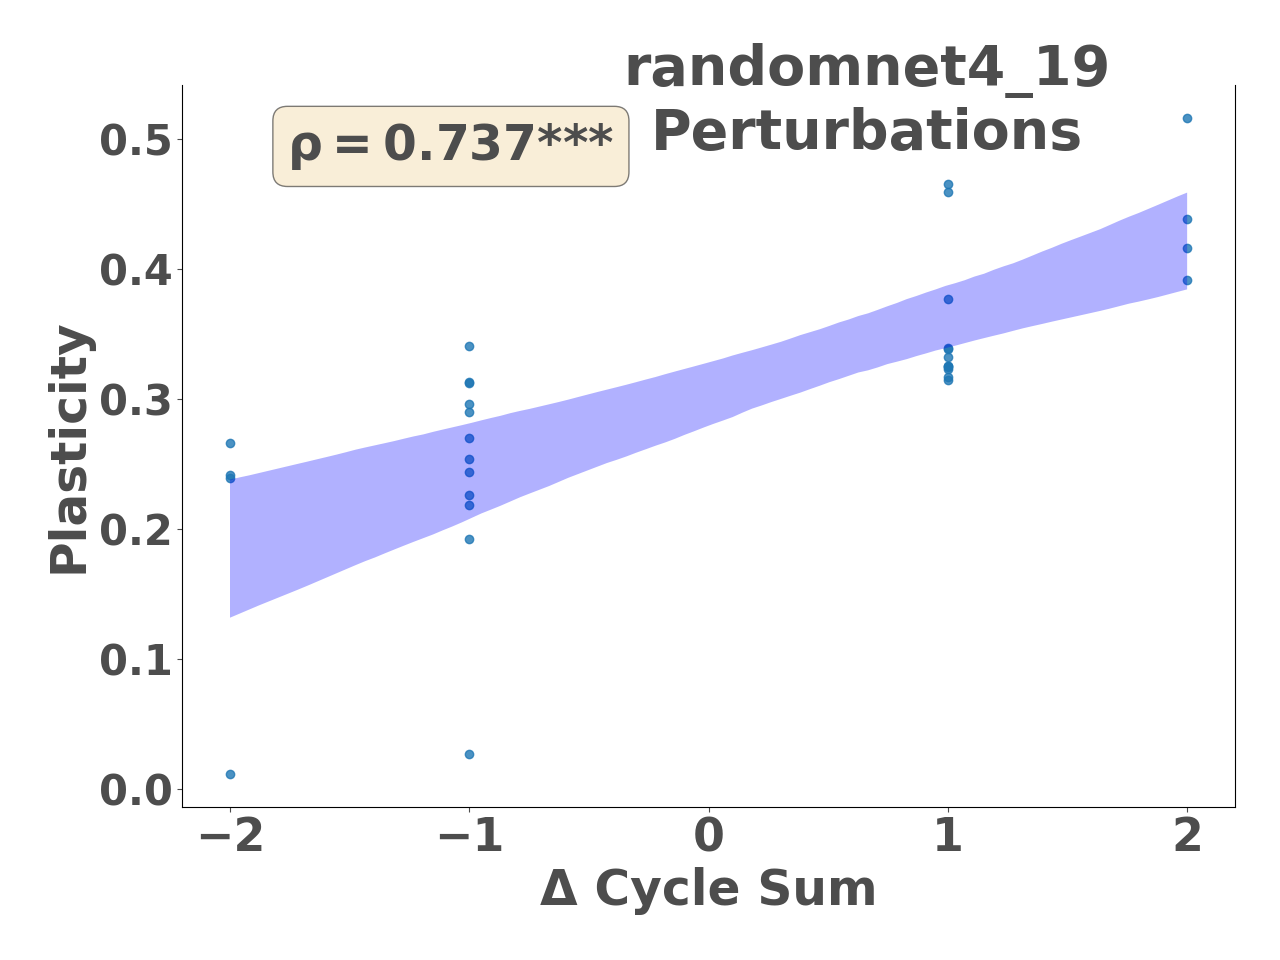 randomnet4_19
Perturbations
ρ = 0.737***
0.5
0.4
0.3
0.2
0.1
0.0
Plasticity
−2 −1 0 1 2
Δ Cycle Sum